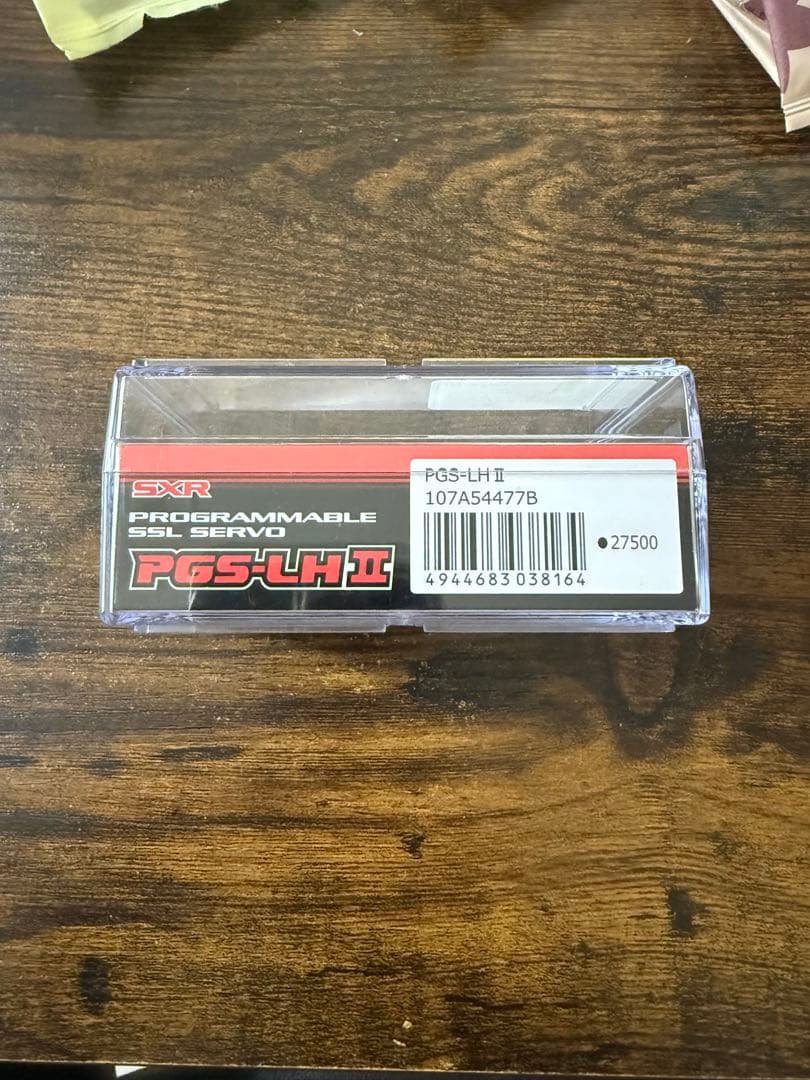 SXR
PROGRAMMABLE
SSL SERVO
PGS-LH II
PGS-LH Ⅱ
107A54477B
●27500
4944683 038164